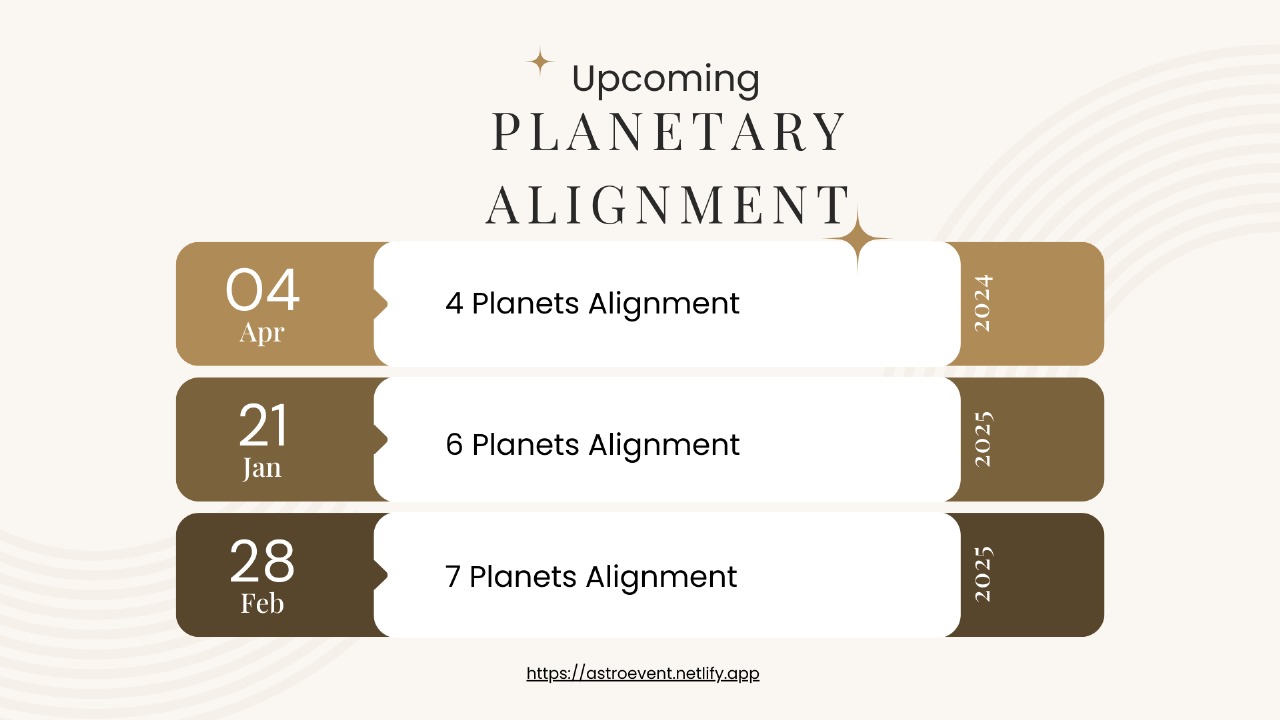 Upcoming
PLANETARY
ALIGNMENT
04
Apr
4 Planets Alignment
2024
21
Jan
6 Planets Alignment
2025
28
Feb
7 Planets Alignment
2025
https://astroevent.netlify.app